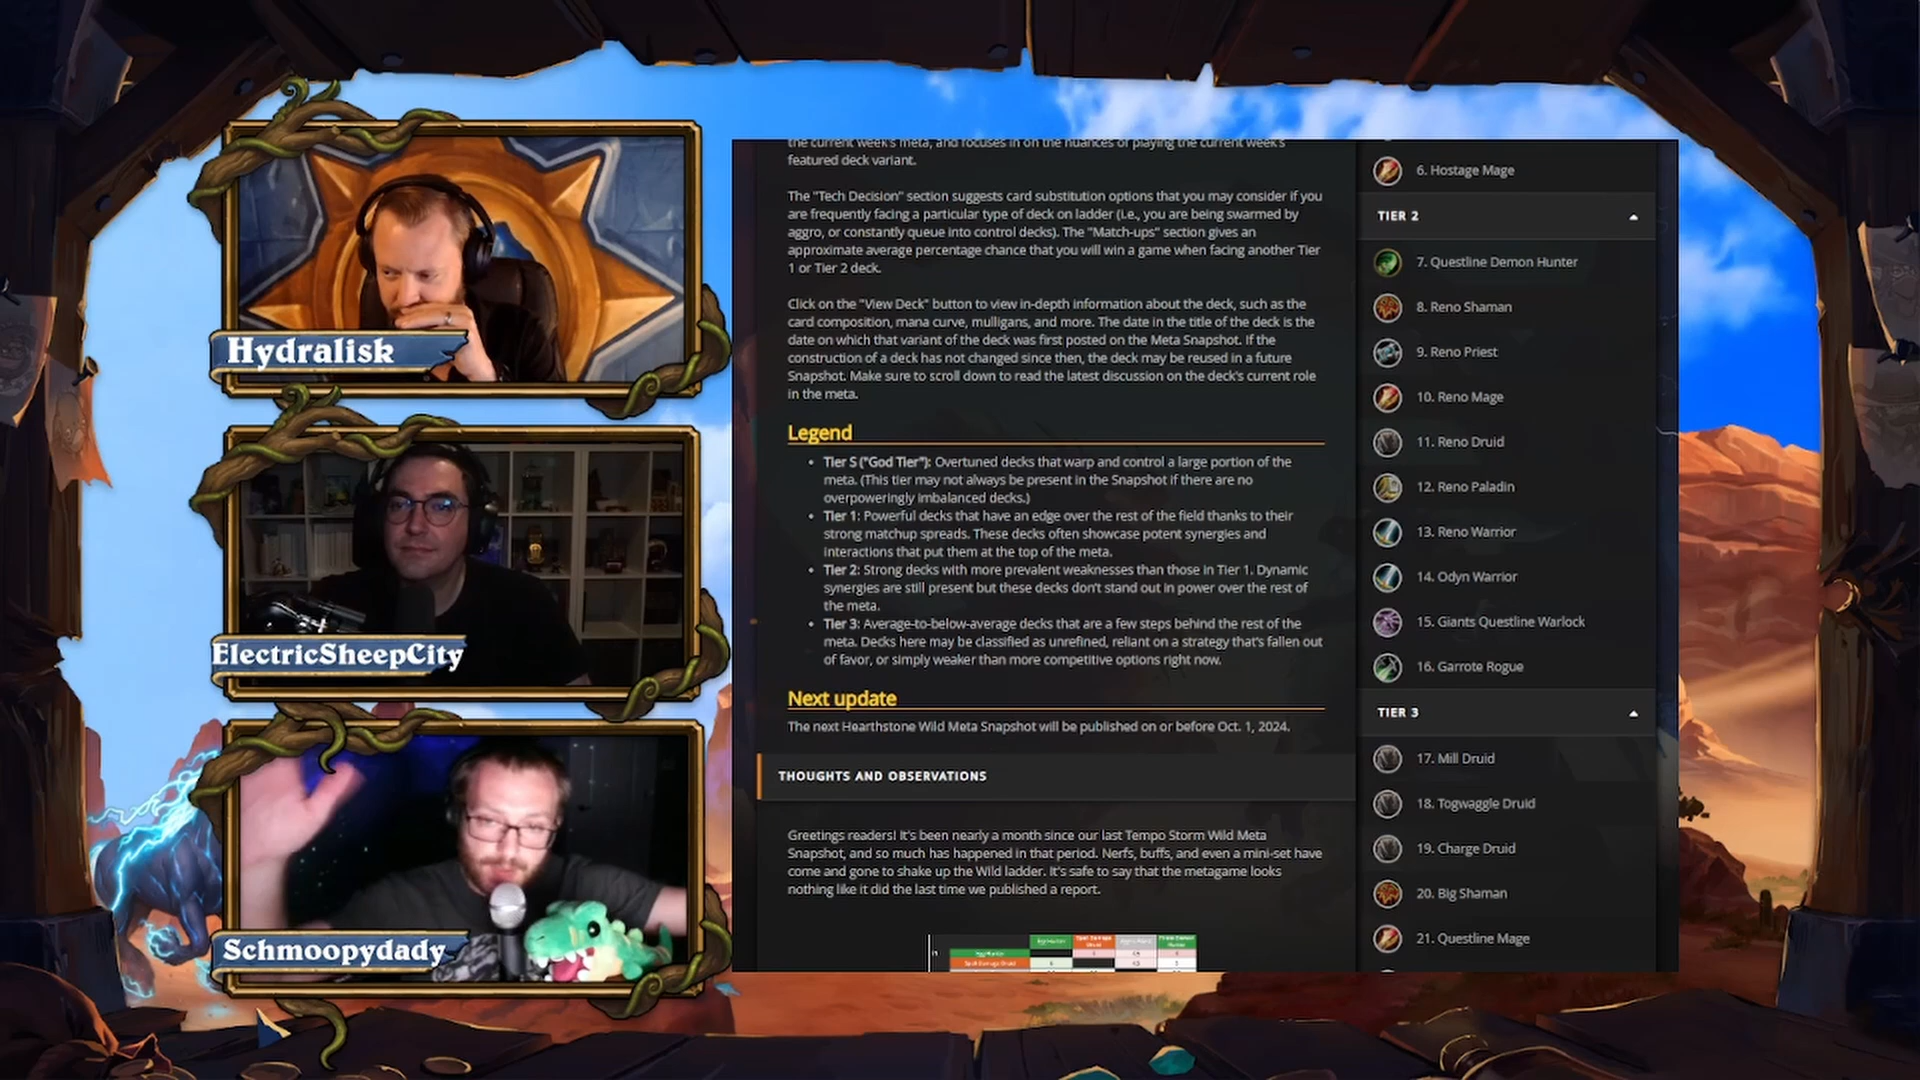 Hydralisk
ElectricSheepCity
Schmoopydady
the current week's meta, and focuses in on the nuances of playing the current week's
featured deck variant.
The "Tech Decision" section suggests card substitution options that you may consider if you
are frequently facing a particular type of deck on ladder (i.e., you are being swarmed by
aggro, or constantly queue into control decks). The "Match-ups" section gives an
approximate average percentage chance that you will win a game when facing another Tier
1 or Tier 2 deck.
Click on the "View Deck" button to view in-depth information about the deck, such as the
card composition, mana curve, mulligans, and more. The date in the title of the deck is the
date on which that variant of the deck was first posted on the Meta Snapshot. If the
construction of a deck has not changed since then, the deck may be reused in a future
Snapshot. Make sure to scroll down to read the latest discussion on the deck's current role
in the meta.
Legend
• Tier S ("God Tier"): Overtuned decks that warp and control a large portion of the
meta. (This tier may not always be present in the Snapshot if there are no
overpoweringly imbalanced decks.)
• Tier 1: Powerful decks that have an edge over the rest of the field thanks to their
strong matchup spreads. These decks often showcase potent synergies and
interactions that put them at the top of the meta.
• Tier 2: Strong decks with more prevalent weaknesses than those in Tier 1. Dynamic
synergies are still present but these decks don't stand out in power over the rest of
the meta.
• Tier 3: Average-to-below-average decks that are a few steps behind the rest of the
meta. Decks here may be classified as unrefined, reliant on a strategy that's fallen out
of favor, or simply weaker than more competitive options right now.
Next update
The next Hearthstone Wild Meta Snapshot will be published on or before Oct. 1, 2024.
THOUGHTS AND OBSERVATIONS
Greetings readers! It's been nearly a month since our last Tempo Storm Wild Meta
Snapshot, and so much has happened in that period. Nerfs, buffs, and even a mini-set have
come and gone to shake up the Wild ladder. It's safe to say that the metagame looks
nothing like it did the last time we published a report.
6. Hostage Mage
TIER 2
7. Questline Demon Hunter
8. Reno Shaman
9. Reno Priest
10. Reno Mage
11. Reno Druid
12. Reno Paladin
13. Reno Warrior
14. Odyn Warrior
15. Giants Questline Warlock
16. Garrote Rogue
TIER 3
17. Mill Druid
18. Togwaggle Druid
19. Charge Druid
20. Big Shaman
21. Questline Mage